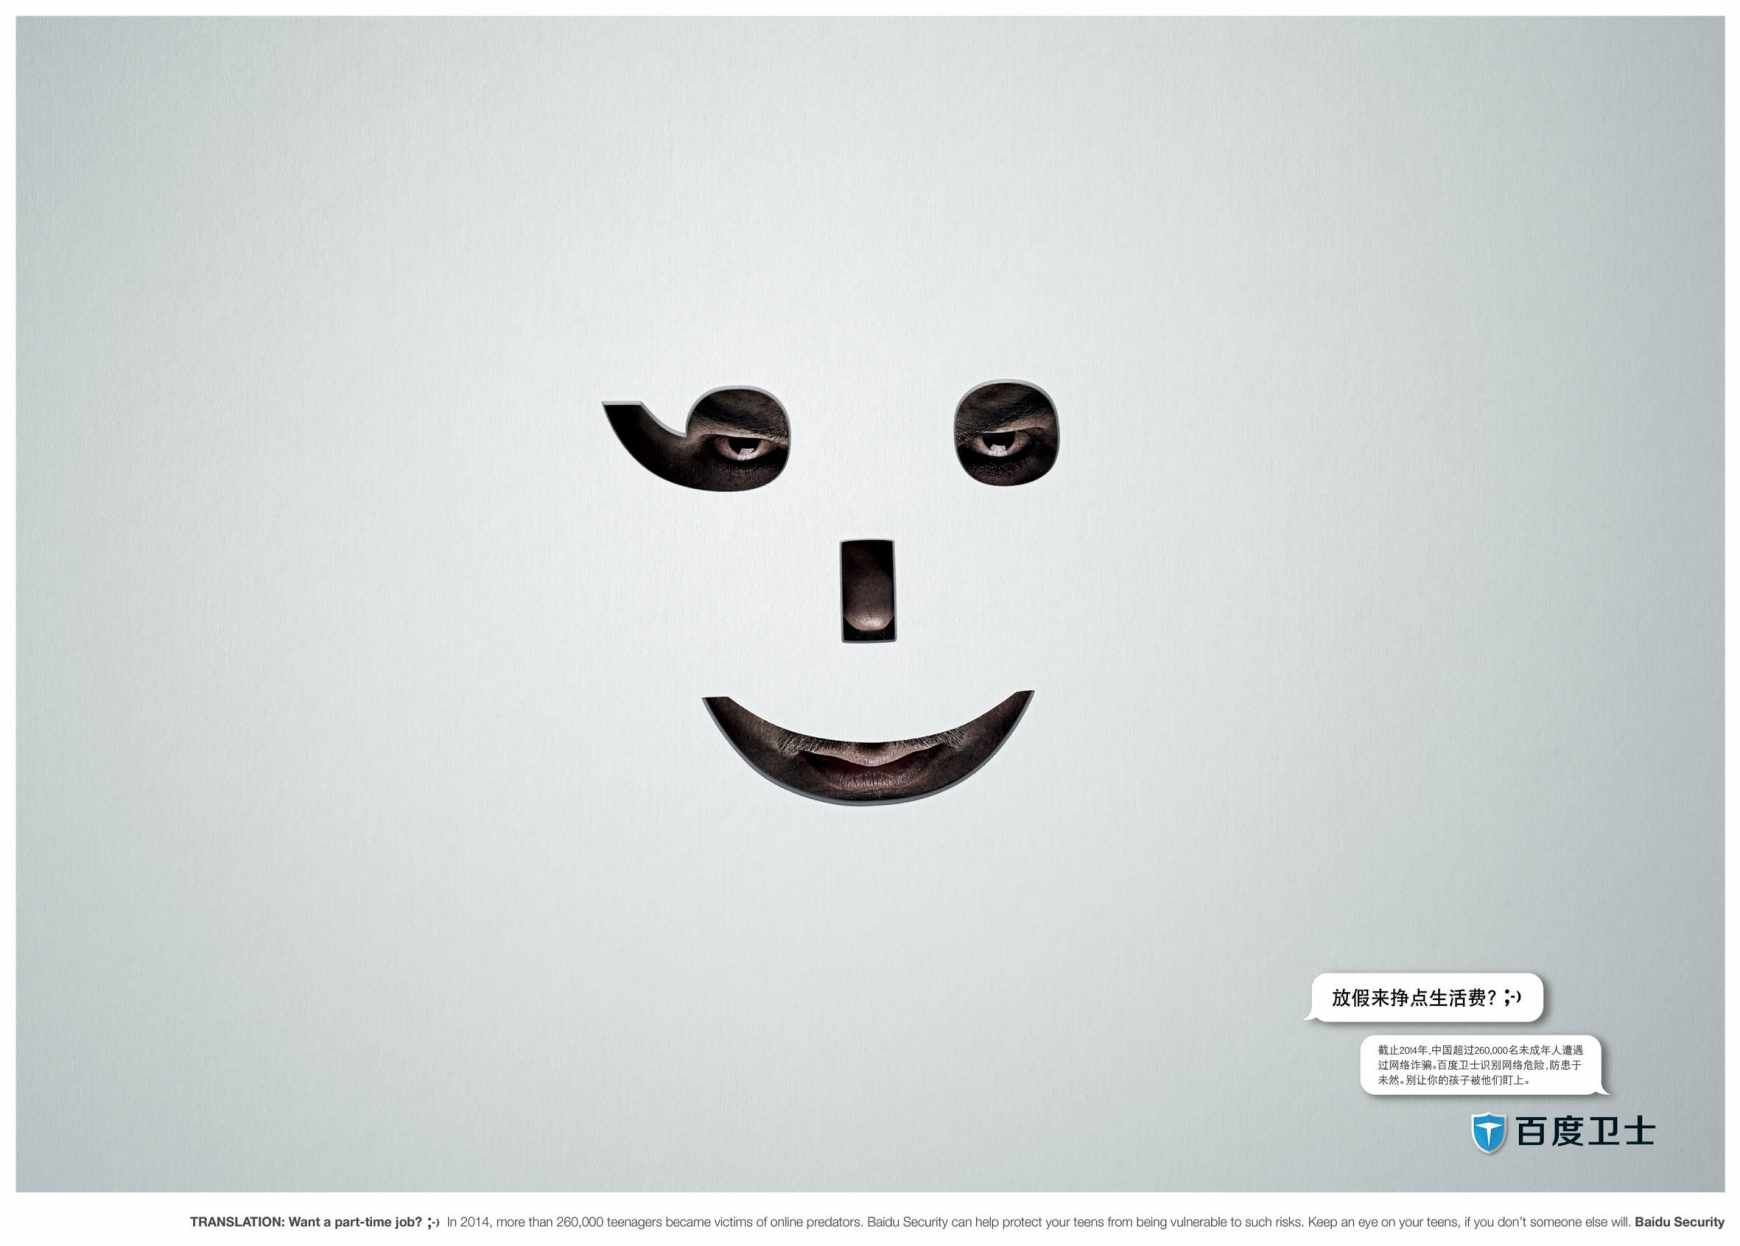 放假来挣点生活费? ;-)
截止2014年,中国超过260,000名未成年人遭遇
过网络诈骗。百度卫士识别网络危险,防患于
未然。别让你的孩子被他们盯上。
百度卫士
TRANSLATION: Want a part-time job? ;-) In 2014, more than 260,000 teenagers became victims of online predators. Baidu Security can help protect your teens from being vulnerable to such risks. Keep an eye on your teens, if you don't someone else will. Baidu Security